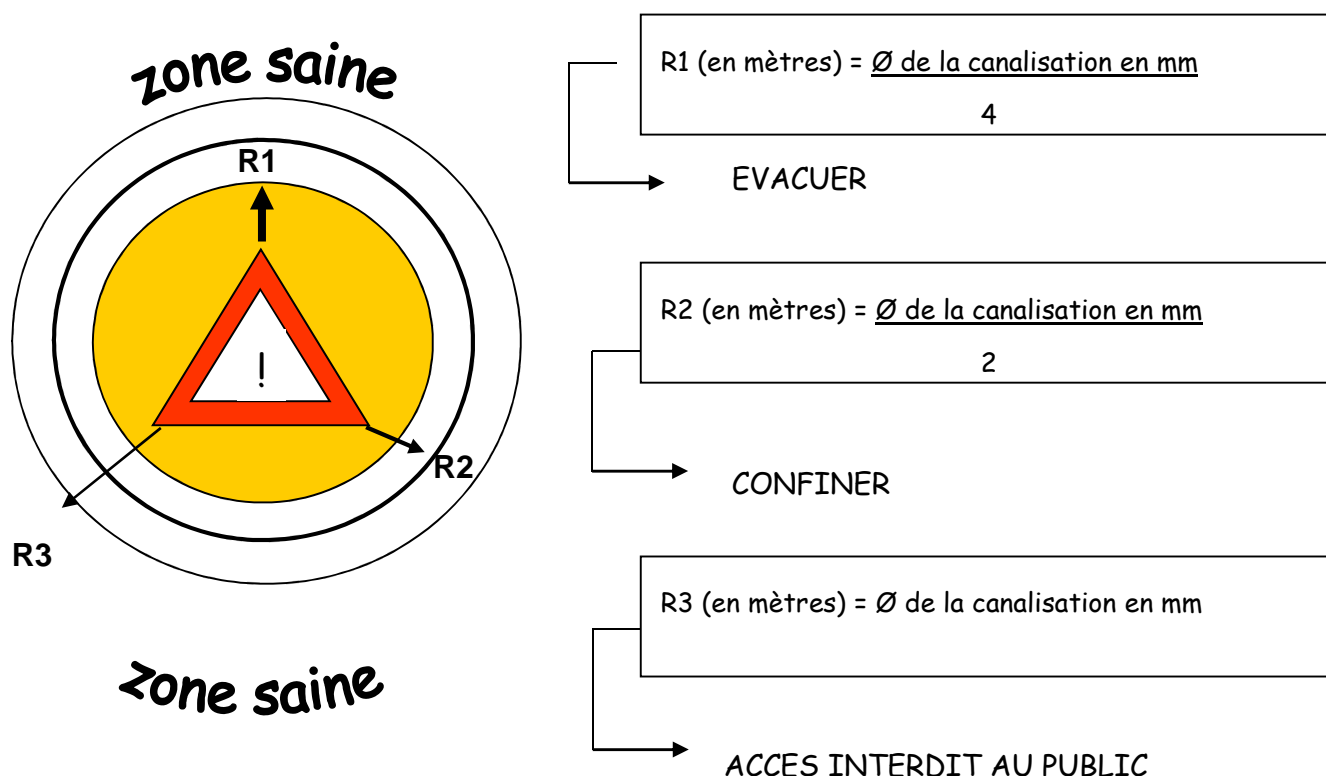 zone saine
R1
!
R2
R3
zone saine
R1 (en mètres) = Ø de la canalisation en mm
4
EVACUER
R2 (en mètres) = Ø de la canalisation en mm
2
CONFINER
R3 (en mètres) = Ø de la canalisation en mm
ACCES INTERDIT AU PUBLIC